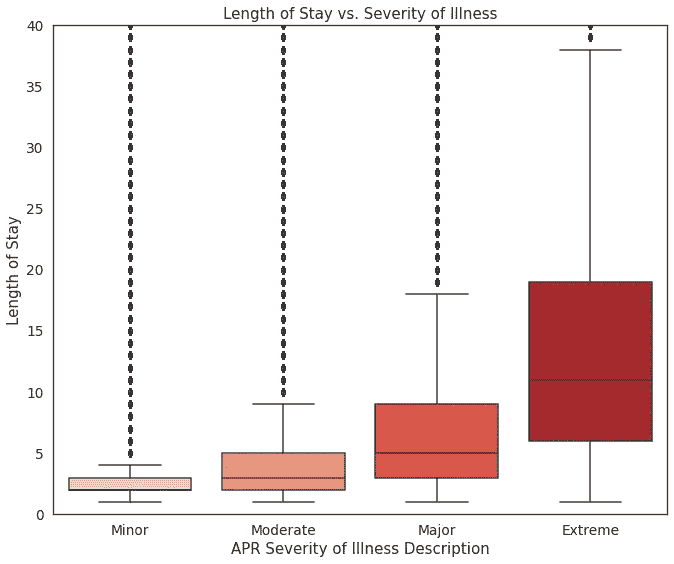 Length of Stay vs. Severity of Illness
40
35
30
25
20
15
10
5
0
Length of Stay
Minor Moderate Major Extreme
APR Severity of Illness Description